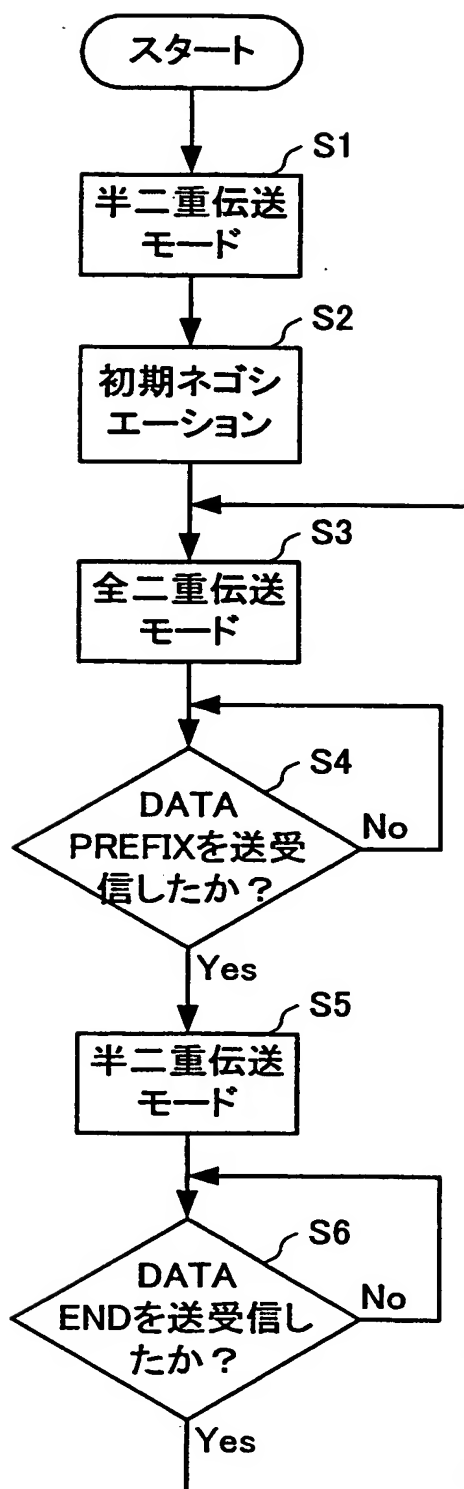 スタート
S1
半二重伝送
モード
S2
初期ネゴシ
エーション
S3
全二重伝送
モード
S4
DATA
PREFIXを送受
信したか？
No
Yes
S5
半二重伝送
モード
S6
DATA
ENDを送受信し
たか？
No
Yes